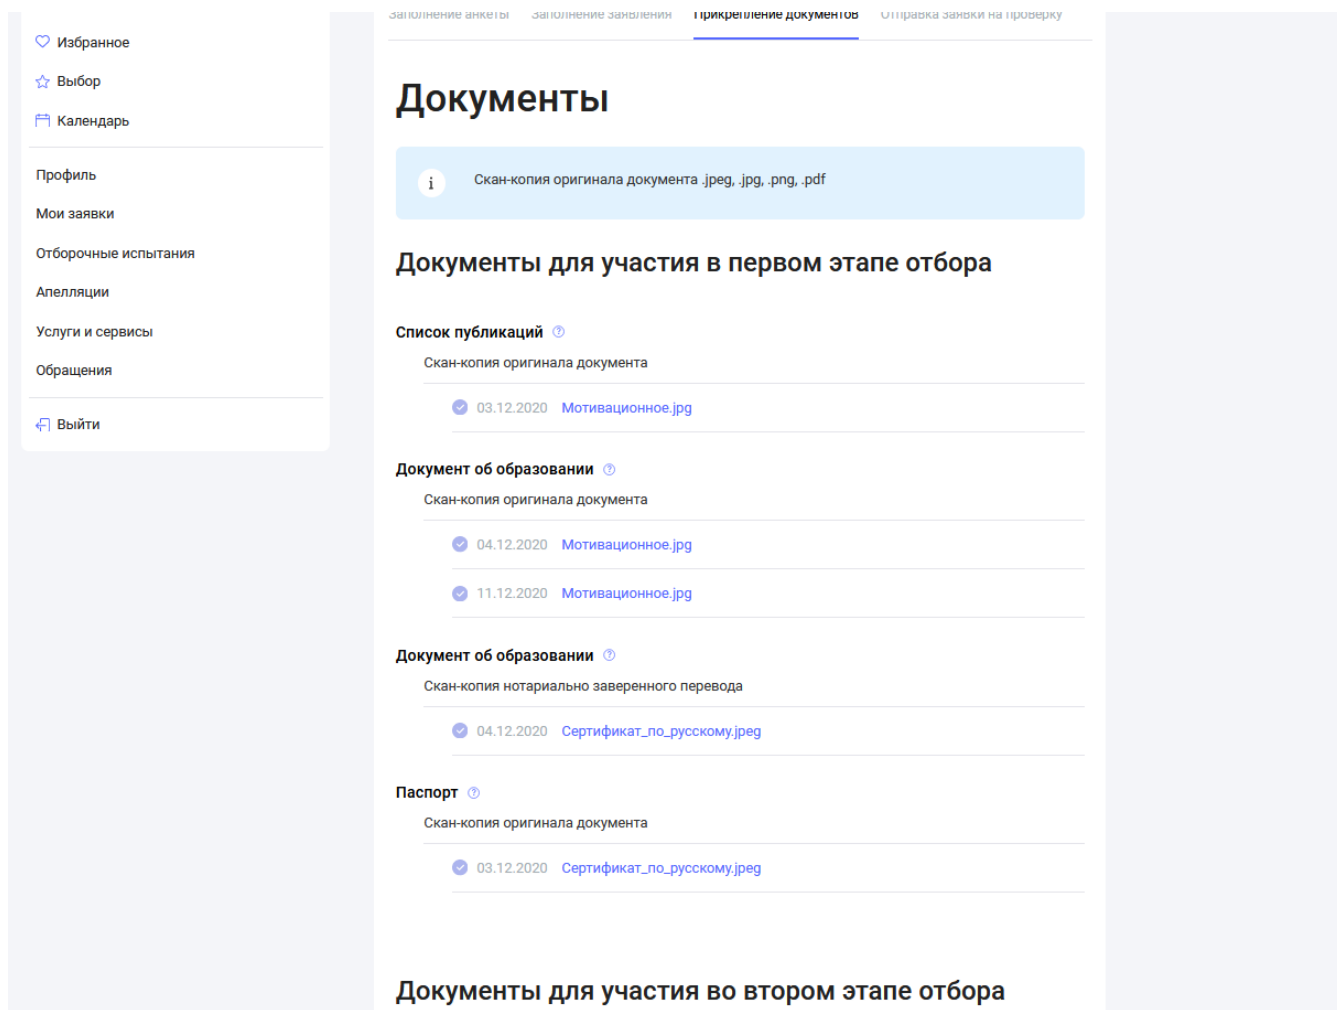 Заполнение анкеты Заполнение заявления Прикрепление документов Отправка заявки на проверку
Избранное
Выбор
Календарь
Профиль
Мои заявки
Отборочные испытания
Апелляции
Услуги и сервисы
Обращения
Выйти
Документы
i Скан-копия оригинала документа .jpeg, .jpg, .png, .pdf
Документы для участия в первом этапе отбора
Список публикаций ?
Скан-копия оригинала документа
03.12.2020 Мотивационное.jpg
Документ об образовании ?
Скан-копия оригинала документа
04.12.2020 Мотивационное.jpg
11.12.2020 Мотивационное.jpg
Документ об образовании ?
Скан-копия нотариально заверенного перевода
04.12.2020 Сертификат_по_русскому.jpeg
Паспорт ?
Скан-копия оригинала документа
03.12.2020 Сертификат_по_русскому.jpeg
Документы для участия во втором этапе отбора